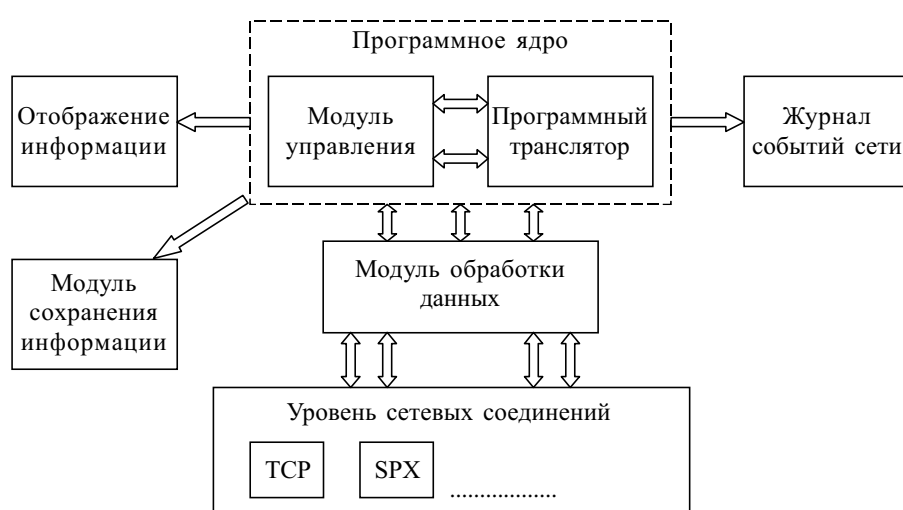 Программное ядро
Отображение
информации
Модуль
управления
Программный
транслятор
Журнал
событий сети
Модуль
сохранения
информации
Модуль обработки
данных
Уровень сетевых соединений
TCP
SPX
..................